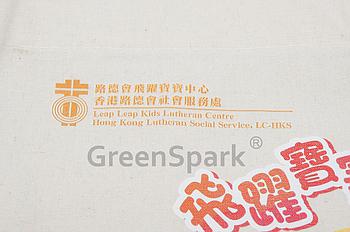 路德會飛躍寶寶中心
香港路德會社會服務處
Leap Leap Kids Lutheran Centre
Hong Kong Lutheran Social Service, LC-HKS
GreenSpark®
飛躍寶